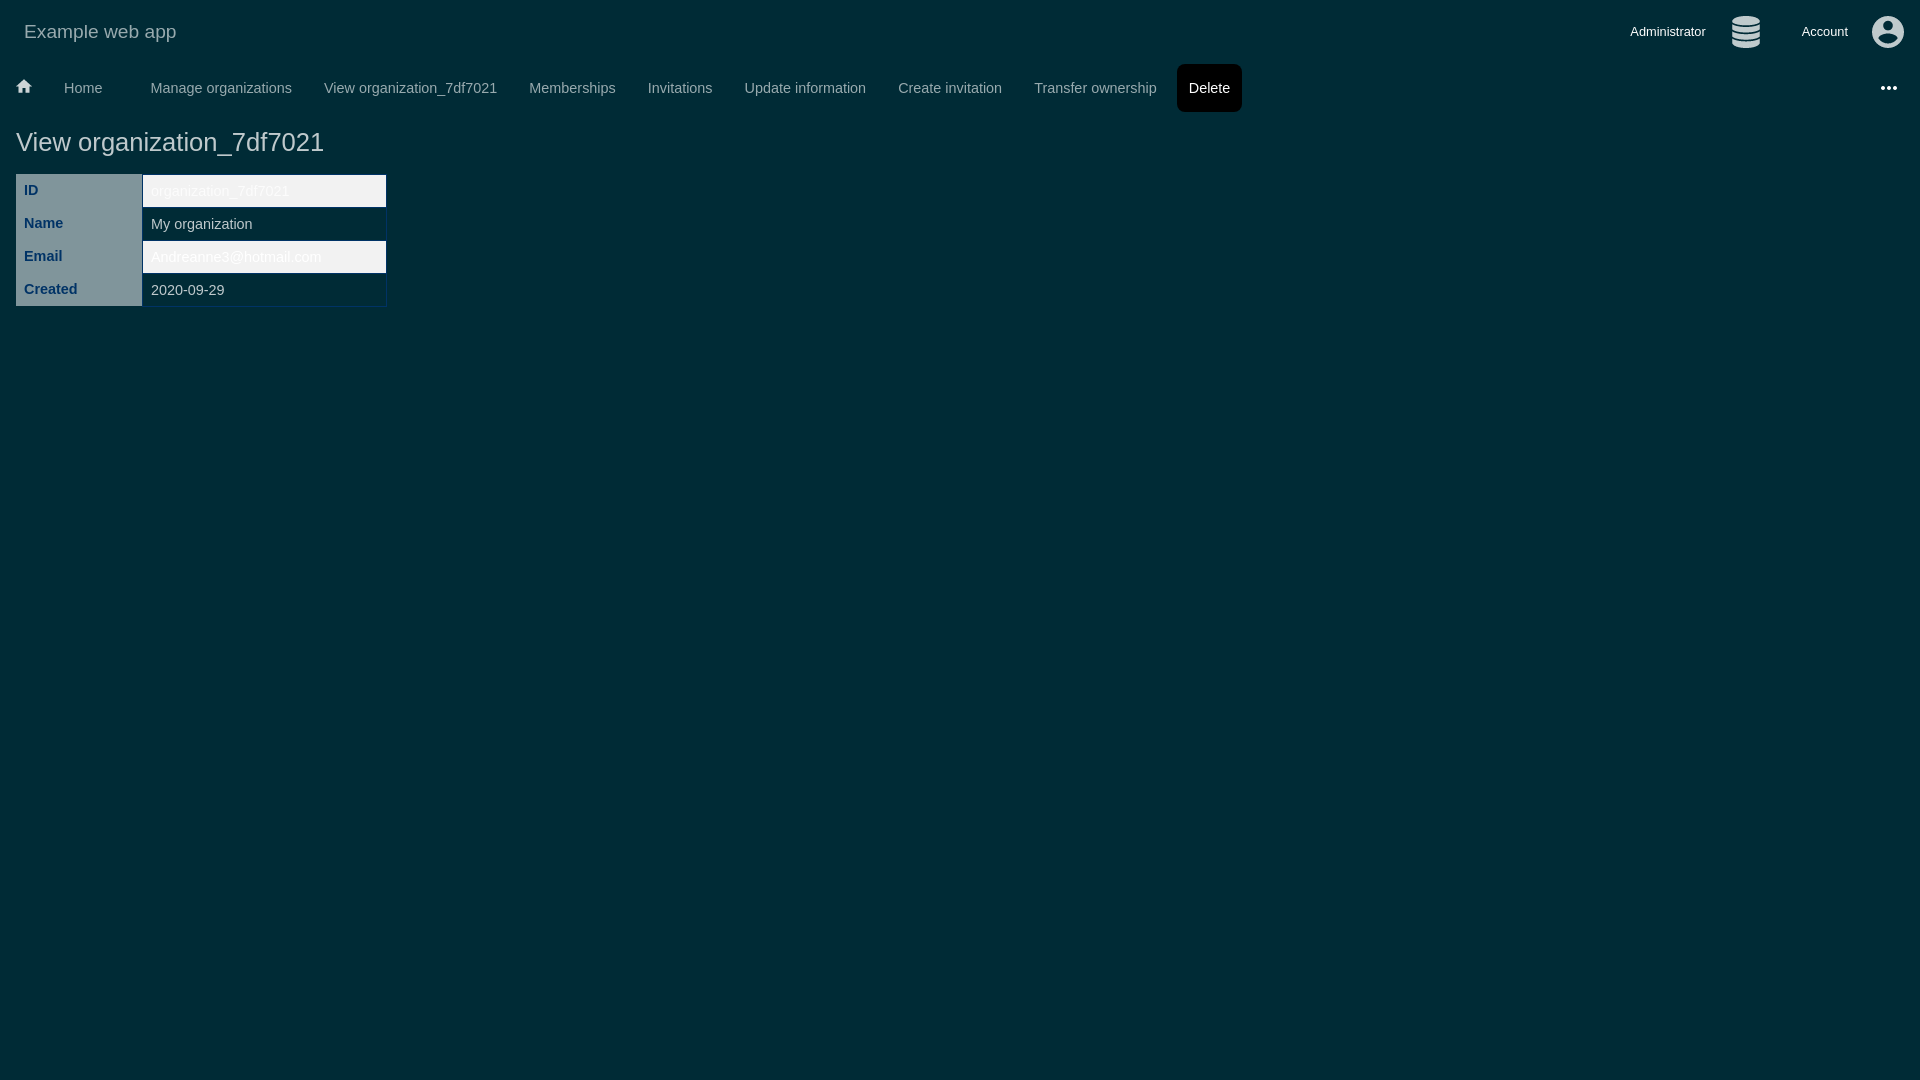 Example web app
Administrator
Account
Home
Manage organizations
View organization_7df7021
Memberships
Invitations
Update information
Create invitation
Transfer ownership
Delete
View organization_7df7021
ID organization_7df7021
Name My organization
Email Andreanne3@hotmail.com
Created 2020-09-29